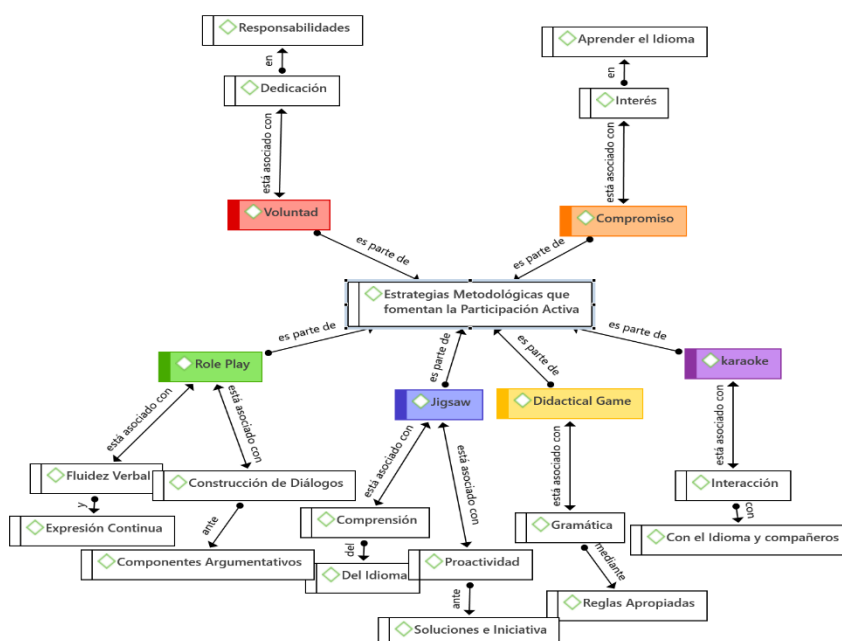 Responsabilidades
Aprender el Idioma
en
en
Dedicación
Interés
está asociado con
está asociado con
Voluntad
Compromiso
es parte de
es parte de
Estrategias Metodológicas que
fomentan la Participación Activa
es parte de
es parte de
es parte de
es parte de
Role Play
karaoke
Jigsaw
Didactical Game
está asociado con
está asociado con
está asociado con
está asociado con
está asociado con
está asociado con
Fluidez Verbal
Construcción de Diálogos
Interacción
y
ante
Comprensión
Gramática
con
Expresión Continua
Con el Idioma y compañeros
del
mediante
Componentes Argumentativos
Del Idioma
Proactividad
ante
Reglas Apropiadas
Soluciones e Iniciativa